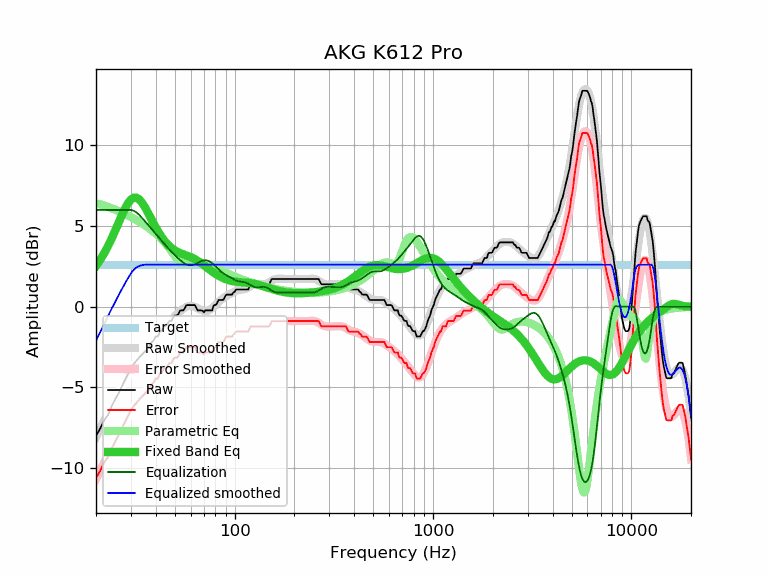 AKG K612 Pro
Amplitude (dBr)
10
5
0
−5
−10
Target
Raw Smoothed
Error Smoothed
Raw
Error
Parametric Eq
Fixed Band Eq
Equalization
Equalized smoothed
100 1000 10000
Frequency (Hz)